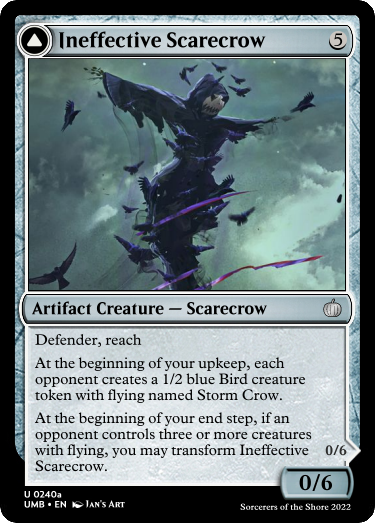 Ineffective Scarecrow 5
Artifact Creature — Scarecrow
Defender, reach
At the beginning of your upkeep, each
opponent creates a 1/2 blue Bird creature
token with flying named Storm Crow.
At the beginning of your end step, if an
opponent controls three or more creatures
with flying, you may transform Ineffective
Scarecrow.
0/6
0/6
U 0240a
UMB • EN Jan's Art
Sorcerers of the Shore 2022